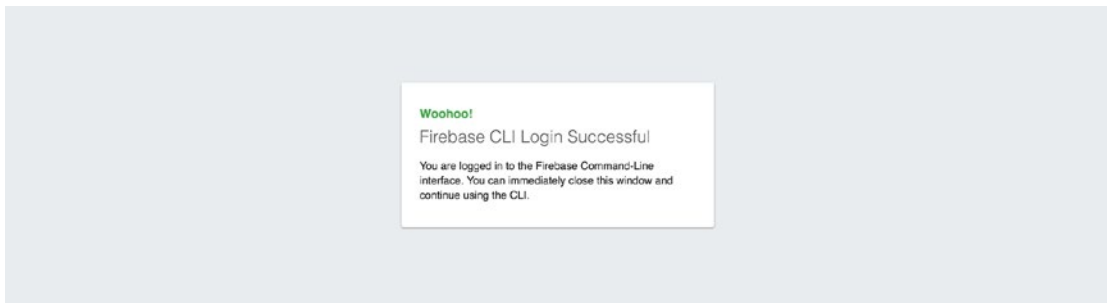 Woohoo!
Firebase CLI Login Successful
You are logged in to the Firebase Command-Line
interface. You can immediately close this window and
continue using the CLI.